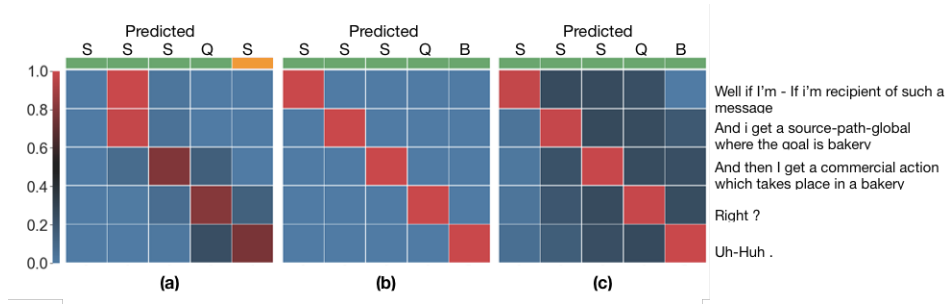 Predicted Predicted Predicted
S S S Q S S S S Q B S S S Q B
1.0
0.8
0.6
0.4
0.2
0.0
Well if I'm - If i'm recipient of such a
message
And i get a source-path-global
where the goal is bakery
And then I get a commercial action
which takes place in a bakery
Right ?
Uh-Huh .
(a) (b) (c)